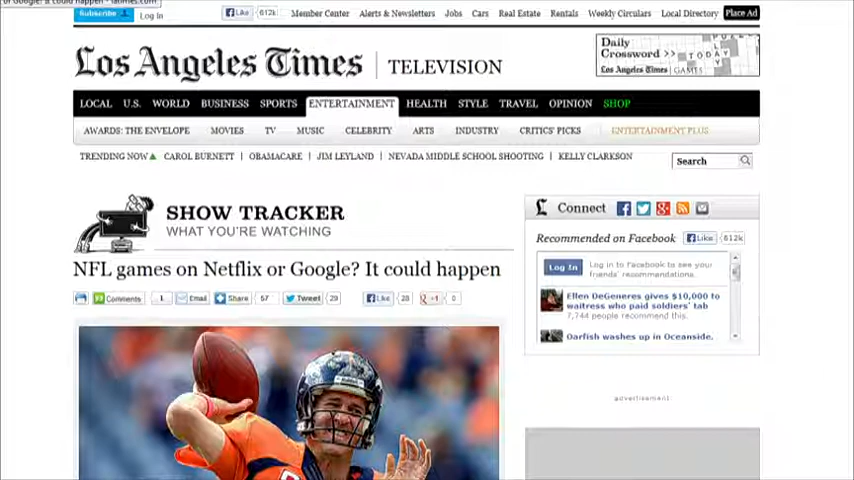 or Google? It could happen - latimes.com
Subscribe Log In Like 612k Member Center Alerts & Newsletters Jobs Cars Real Estate Rentals Weekly Circulars Local Directory Place Ad
Los Angeles Times TELEVISION
Daily
Crossword >>
TODAY
Los Angeles Times GAMES
LOCAL U.S. WORLD BUSINESS SPORTS ENTERTAINMENT HEALTH STYLE TRAVEL OPINION SHOP
AWARDS: THE ENVELOPE MOVIES TV MUSIC CELEBRITY ARTS INDUSTRY CRITICS' PICKS ENTERTAINMENT PLUS
TRENDING NOW CAROL BURNETT OBAMACARE JIM LEYLAND NEVADA MIDDLE SCHOOL SHOOTING KELLY CLARKSON
Search
SHOW TRACKER
WHAT YOU'RE WATCHING
NFL games on Netflix or Google? It could happen
Comments 1 Email Share 57 Tweet 29 Like 28 +1 0
Connect
Recommended on Facebook Like 612k
Log In Log in to Facebook to see your
friends' recommendations.
Ellen DeGeneres gives $10,000 to
waitress who paid soldiers' tab
7,744 people recommend this.
Oarfish washes up in Oceanside,
advertisement